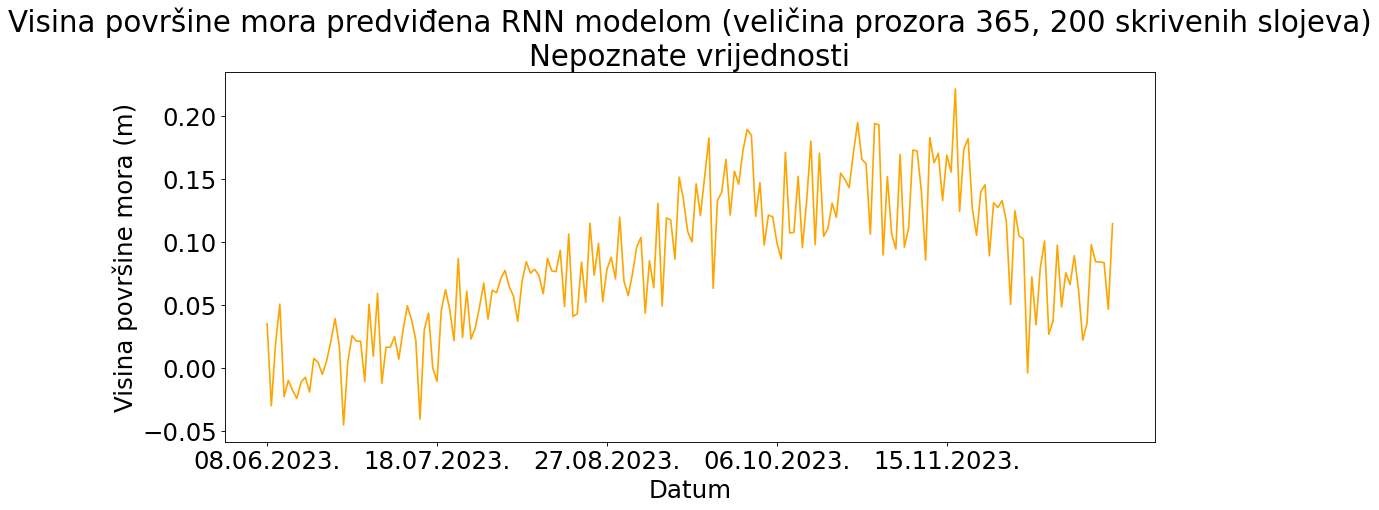 Visina površine mora predviđena RNN modelom (veličina prozora 365, 200 skrivenih slojeva)
Nepoznate vrijednosti
Visina površine mora (m)
0.20
0.15
0.10
0.05
0.00
−0.05
08.06.2023. 18.07.2023. 27.08.2023. 06.10.2023. 15.11.2023.
Datum